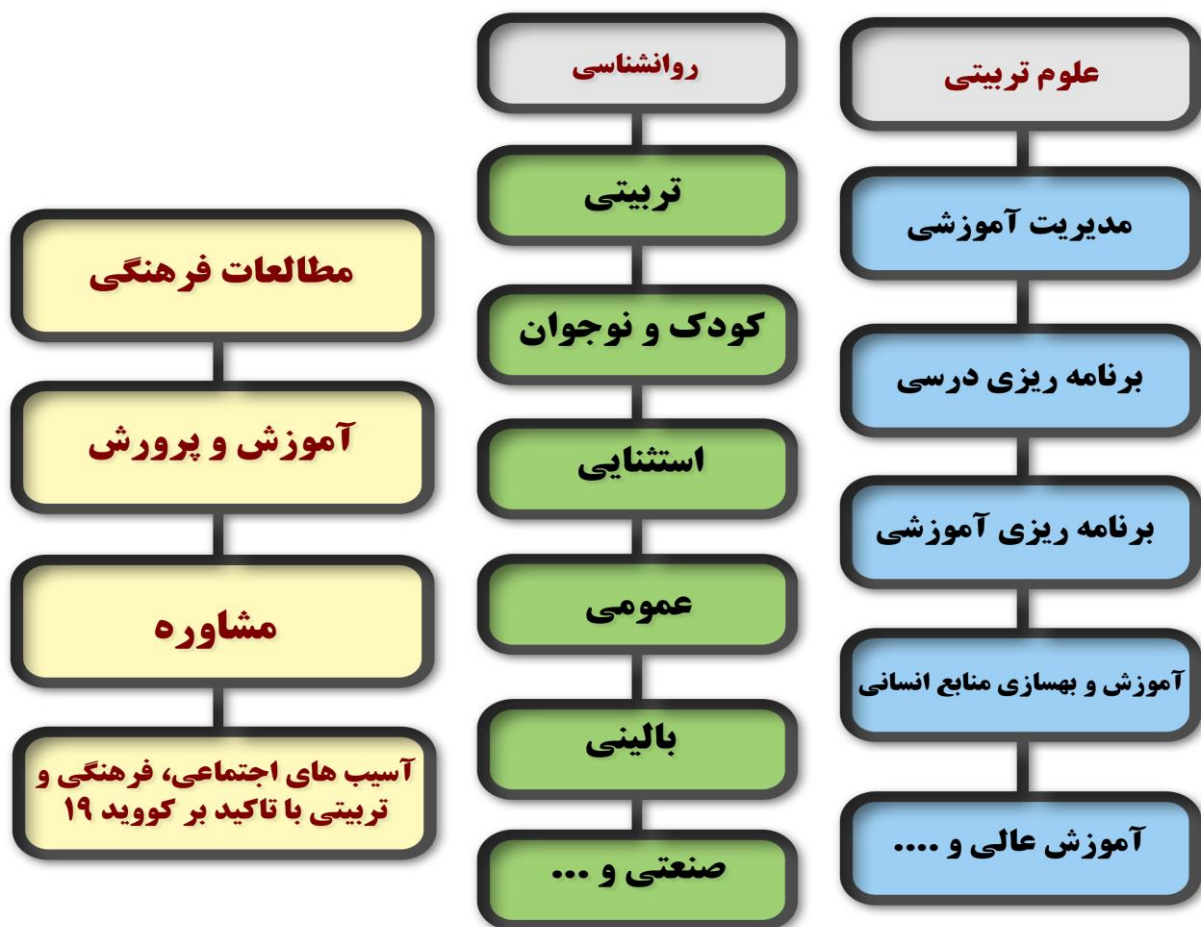 علوم تربیتی
مدیریت آموزشی
برنامه ریزی درسی
برنامه ریزی آموزشی
آموزش و بهسازی منابع انسانی
آموزش عالی و ....
روانشناسی
تربیتی
کودک و نوجوان
استثنایی
عمومی
بالینی
صنعتی و ...
مطالعات فرهنگی
آموزش و پرورش
مشاوره
آسیب های اجتماعی، فرهنگی و
تربیتی با تاکید بر کووید ۱۹